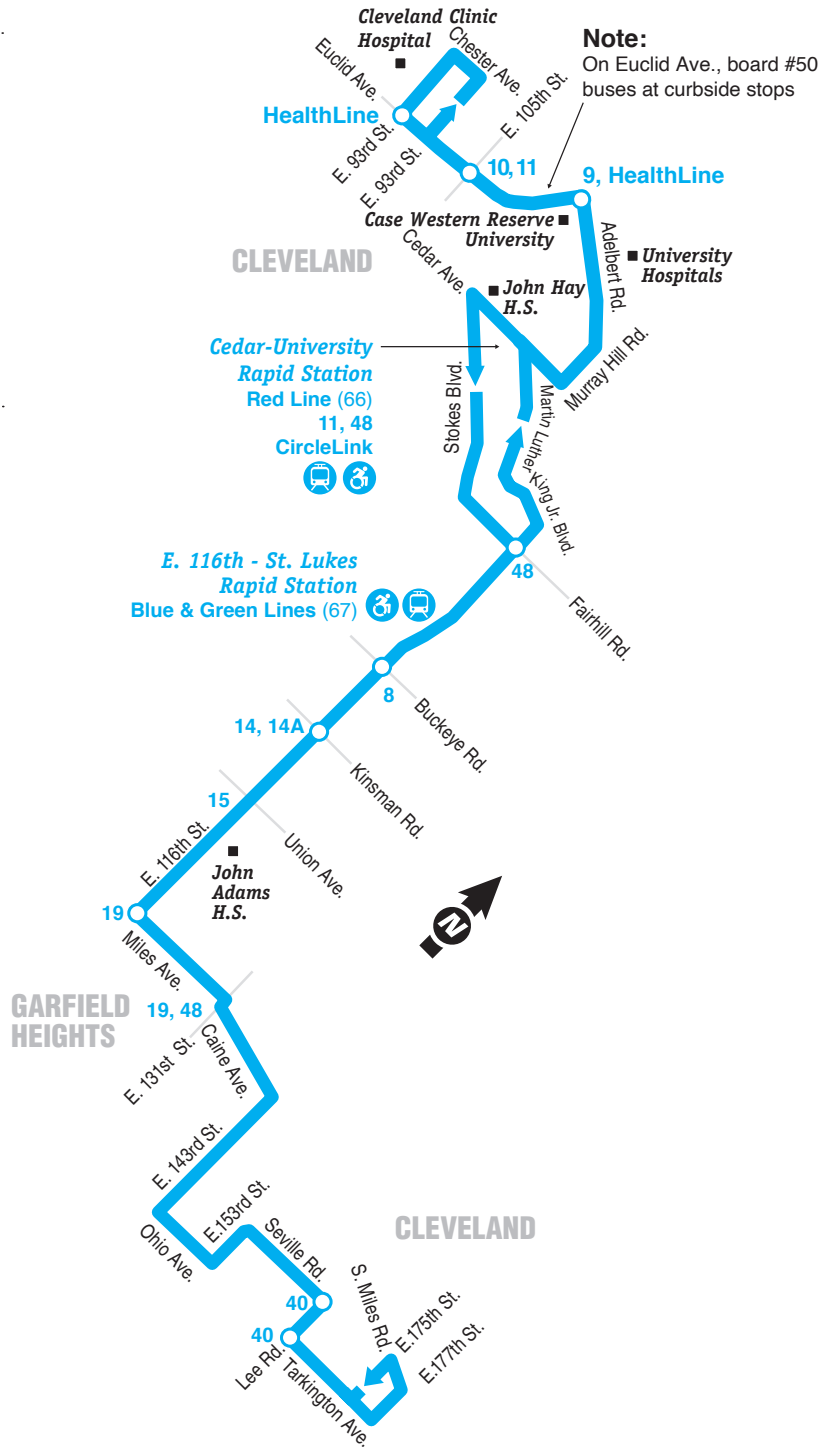 Cleveland Clinic
Hospital
Chester Ave.
Note:
On Euclid Ave., board #50
buses at curbside stops
Euclid Ave.
HealthLine
E. 105th St.
E. 93rd St.
E. 93rd St.
10, 11
9, HealthLine
Case Western Reserve
University
Adelbert Rd.
University
Hospitals
CLEVELAND
Cedar Ave.
John Hay
H.S.
Cedar-University
Rapid Station
Red Line (66)
11, 48
CircleLink
Murray Hill Rd.
Stokes Blvd.
Martin Luther King Jr. Blvd.
48
Fairhill Rd.
E. 116th - St. Lukes
Rapid Station
Blue & Green Lines (67)
8
Buckeye Rd.
14, 14A
Kinsman Rd.
15
Union Ave.
E. 116th St.
John
Adams
H.S.
N
19
Miles Ave.
GARFIELD
HEIGHTS
19, 48
E. 131st St.
Caine Ave.
E. 143rd St.
Ohio Ave.
E.153rd St.
Seville Rd.
CLEVELAND
40
40
Lee Rd.
S. Miles Rd.
E.175th St.
E.177th St.
Tarkington Ave.